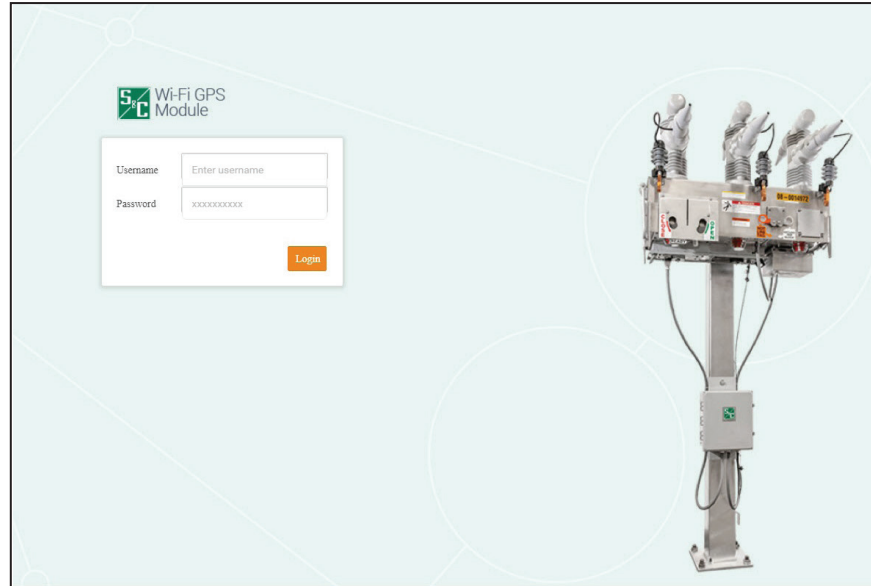 S&C Wi-Fi GPS
Module
Username
Enter username
Password
xxxxxxxxxx
Login
S&C